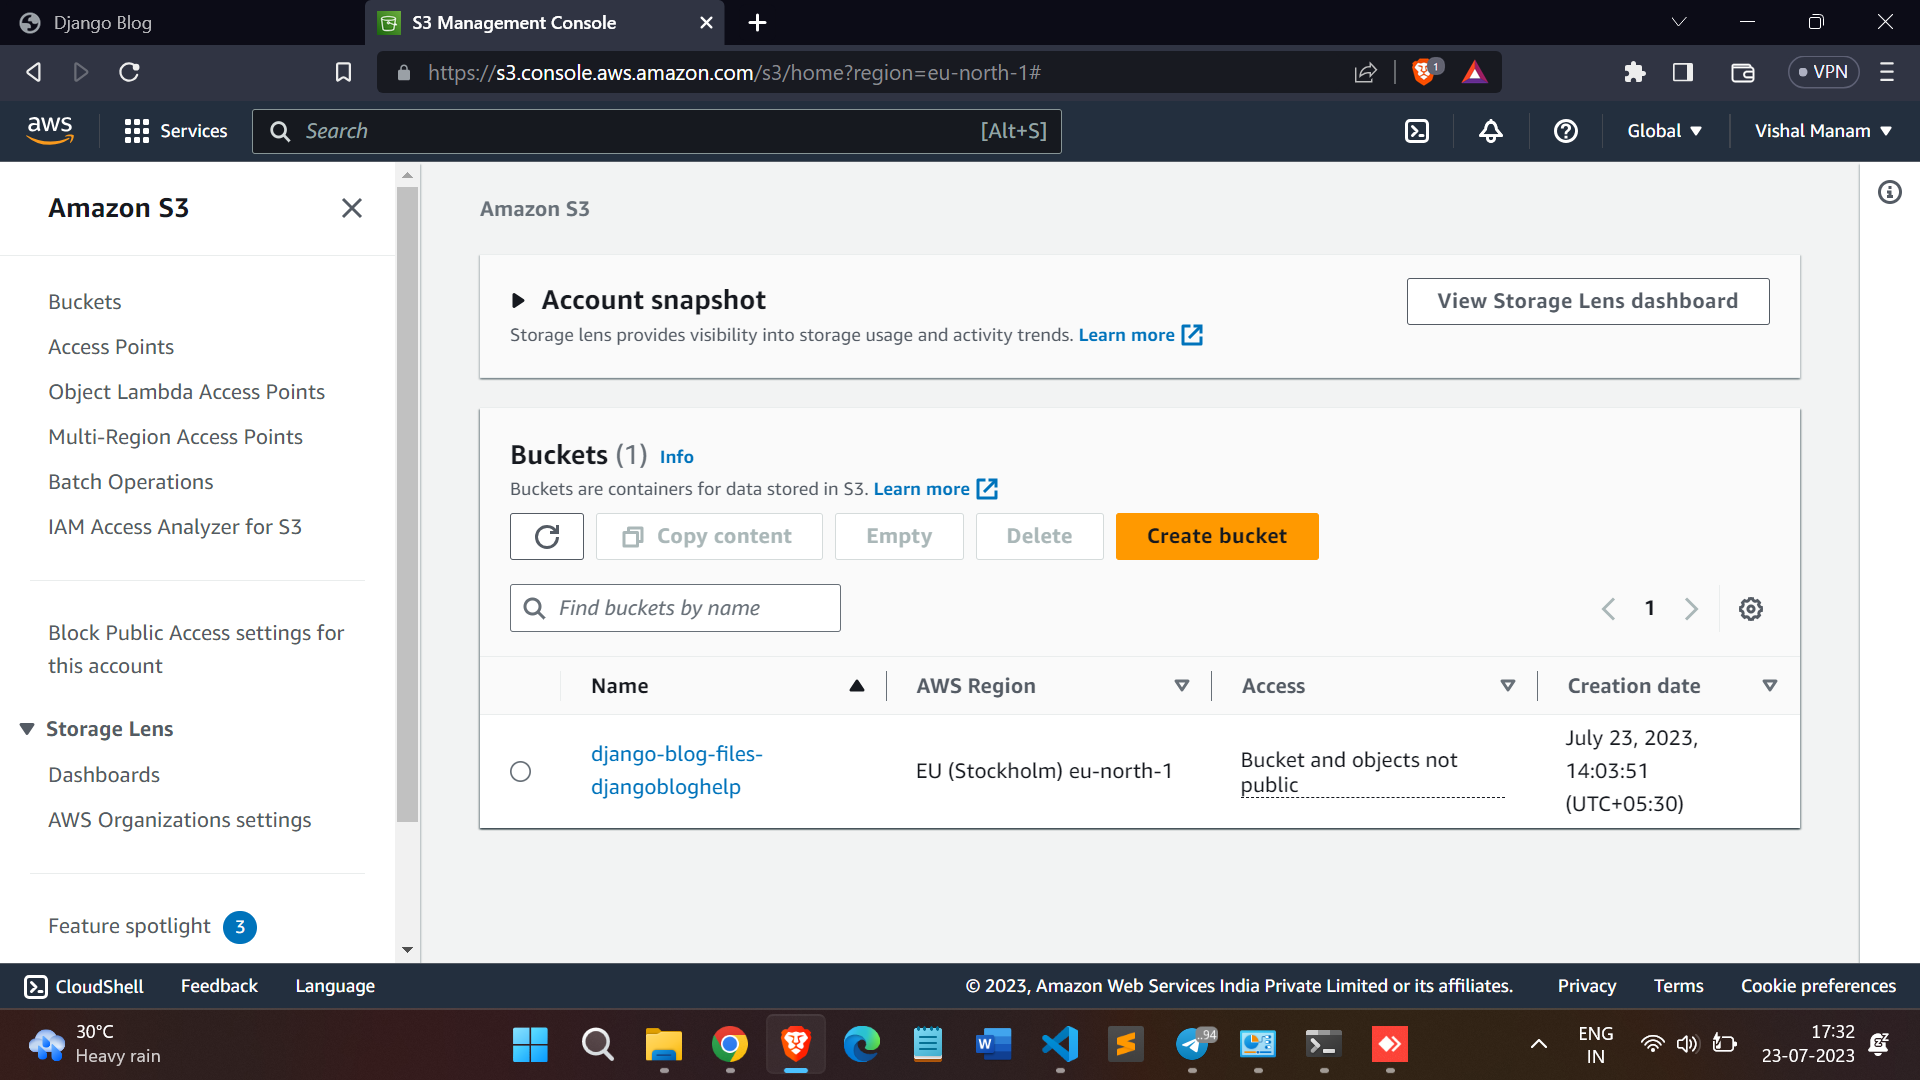 Django Blog
S3 Management Console
https://s3.console.aws.amazon.com/s3/home?region=eu-north-1#
1
VPN
aws
Services
Search
[Alt+S]
Global
Vishal Manam
Amazon S3
Buckets
Access Points
Object Lambda Access Points
Multi-Region Access Points
Batch Operations
IAM Access Analyzer for S3
Block Public Access settings for
this account
Storage Lens
Dashboards
AWS Organizations settings
Feature spotlight 3
Amazon S3
Account snapshot
View Storage Lens dashboard
Storage lens provides visibility into storage usage and activity trends. Learn more
Buckets (1) Info
Buckets are containers for data stored in S3. Learn more
Copy content
Empty
Delete
Create bucket
Find buckets by name
1
Name
AWS Region
Access
Creation date
django-blog-files-
djangobloghelp
EU (Stockholm) eu-north-1
Bucket and objects not
public
July 23, 2023,
14:03:51
(UTC+05:30)
CloudShell
Feedback
Language
© 2023, Amazon Web Services India Private Limited or its affiliates.
Privacy
Terms
Cookie preferences
30°C
Heavy rain
W
..94
ENG
IN
17:32
23-07-2023